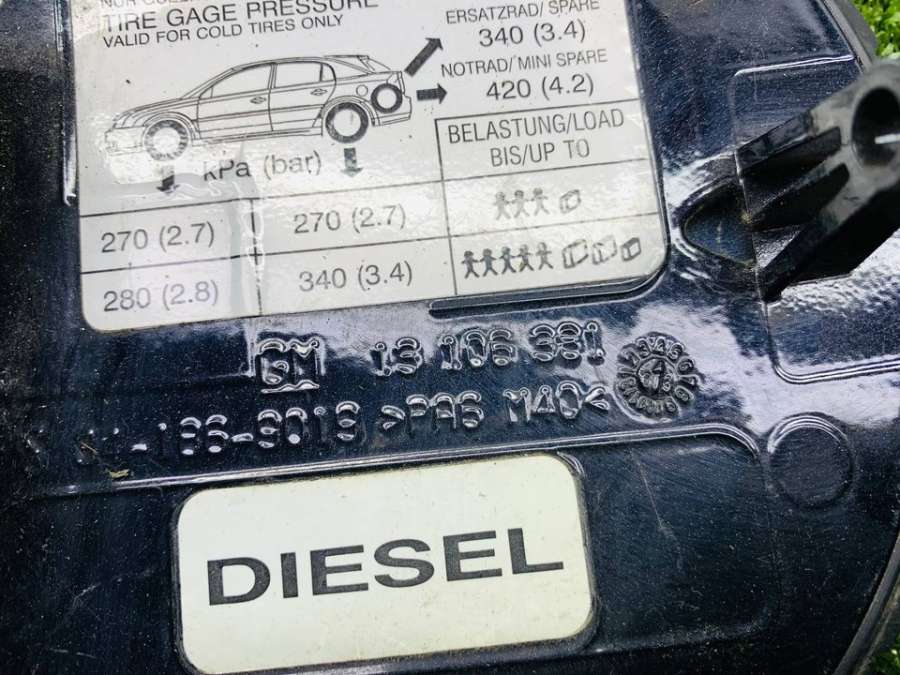 TIRE GAGE PRESSURE
VALID FOR COLD TIRES ONLY
ERSATZRAD/ SPARE
340 (3.4)
NOTRAD/MINI SPARE
420 (4.2)
BELASTUNG/LOAD
BIS/UP TO
kPa (bar)
270 (2.7) 270 (2.7)
280 (2.8) 340 (3.4)
GM 13 106 381
-186-9019 >PA6 M40<
DIESEL